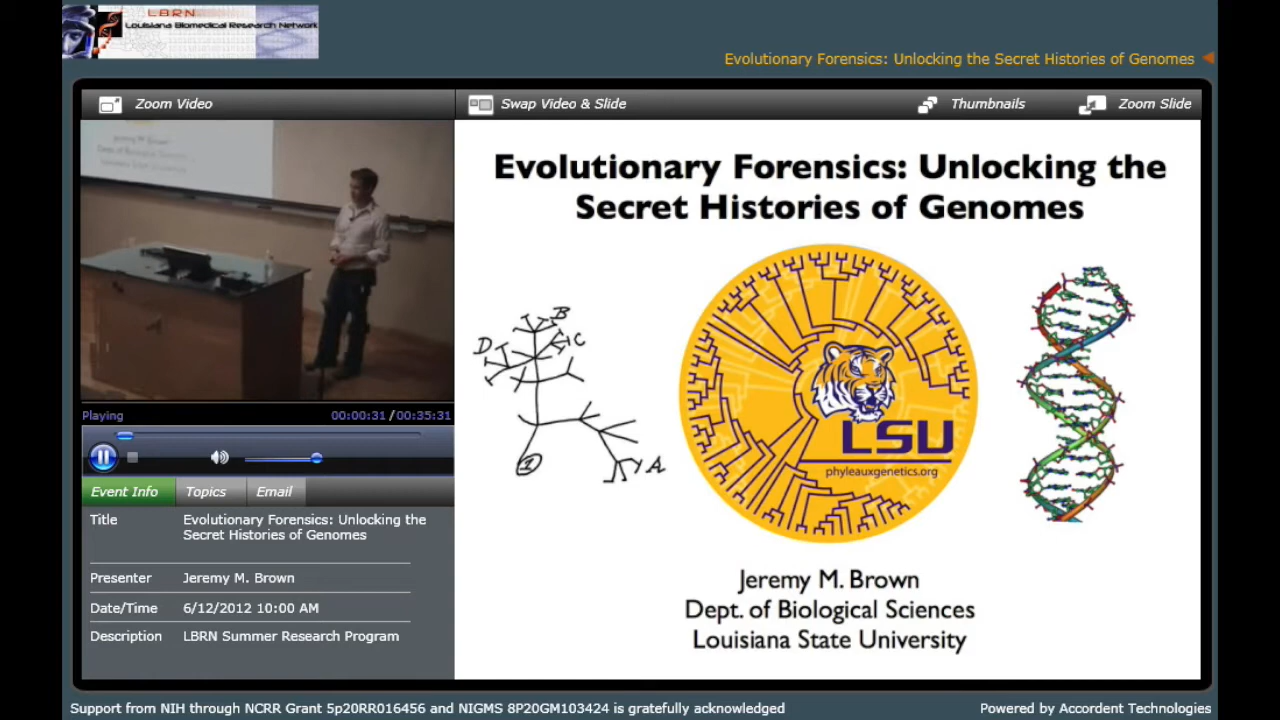 LBRN
Louisiana Biomedical Research Network
Evolutionary Forensics: Unlocking the Secret Histories of Genomes
Zoom Video
Swap Video & Slide
Thumbnails
Zoom Slide
Evolutionary Forensics: Unlocking the
Secret Histories of Genomes
B
C
D
1
A
LSU
phyleauxgenetics.org
Jeremy M. Brown
Dept. of Biological Sciences
Louisiana State University
Playing
00:00:31 / 00:35:31
Event Info
Topics
Email
Title
Evolutionary Forensics: Unlocking the
Secret Histories of Genomes
Presenter
Jeremy M. Brown
Date/Time
6/12/2012 10:00 AM
Description
LBRN Summer Research Program
Support from NIH through NCRR Grant 5p20RR016456 and NIGMS 8P20GM103424 is gratefully acknowledged
Powered by Accordent Technologies